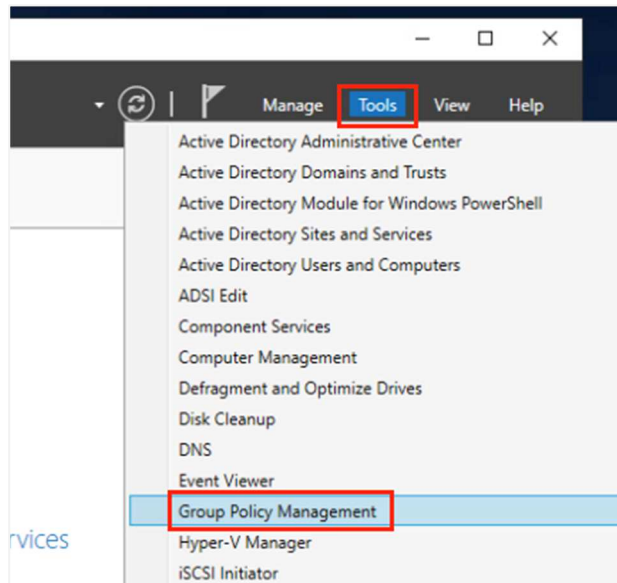 Manage Tools View Help
Active Directory Administrative Center
Active Directory Domains and Trusts
Active Directory Module for Windows PowerShell
Active Directory Sites and Services
Active Directory Users and Computers
ADSI Edit
Component Services
Computer Management
Defragment and Optimize Drives
Disk Cleanup
DNS
Event Viewer
Group Policy Management
rvices
Hyper-V Manager
iSCSI Initiator